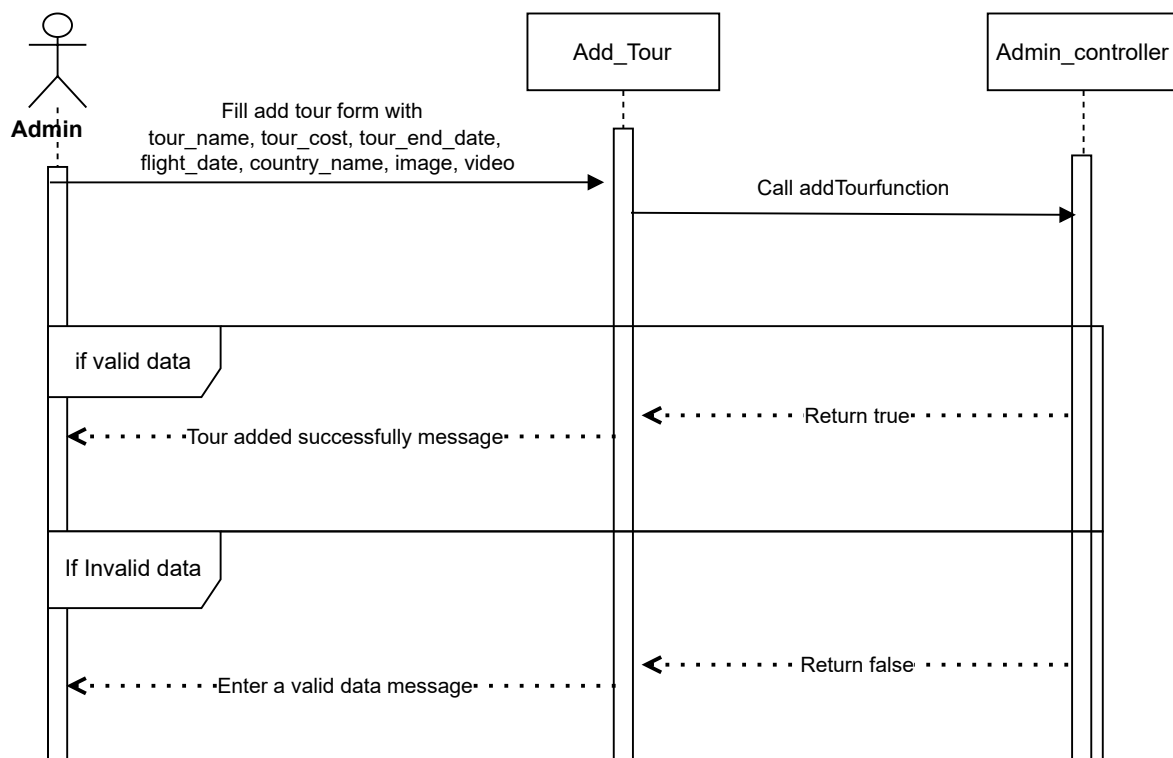 Add_Tour
Admin_controller
Admin
Fill add tour form with
tour_name, tour_cost, tour_end_date,
flight_date, country_name, image, video
Call addTourfunction
if valid data
Return true
Tour added successfully message
If Invalid data
Return false
Enter a valid data message